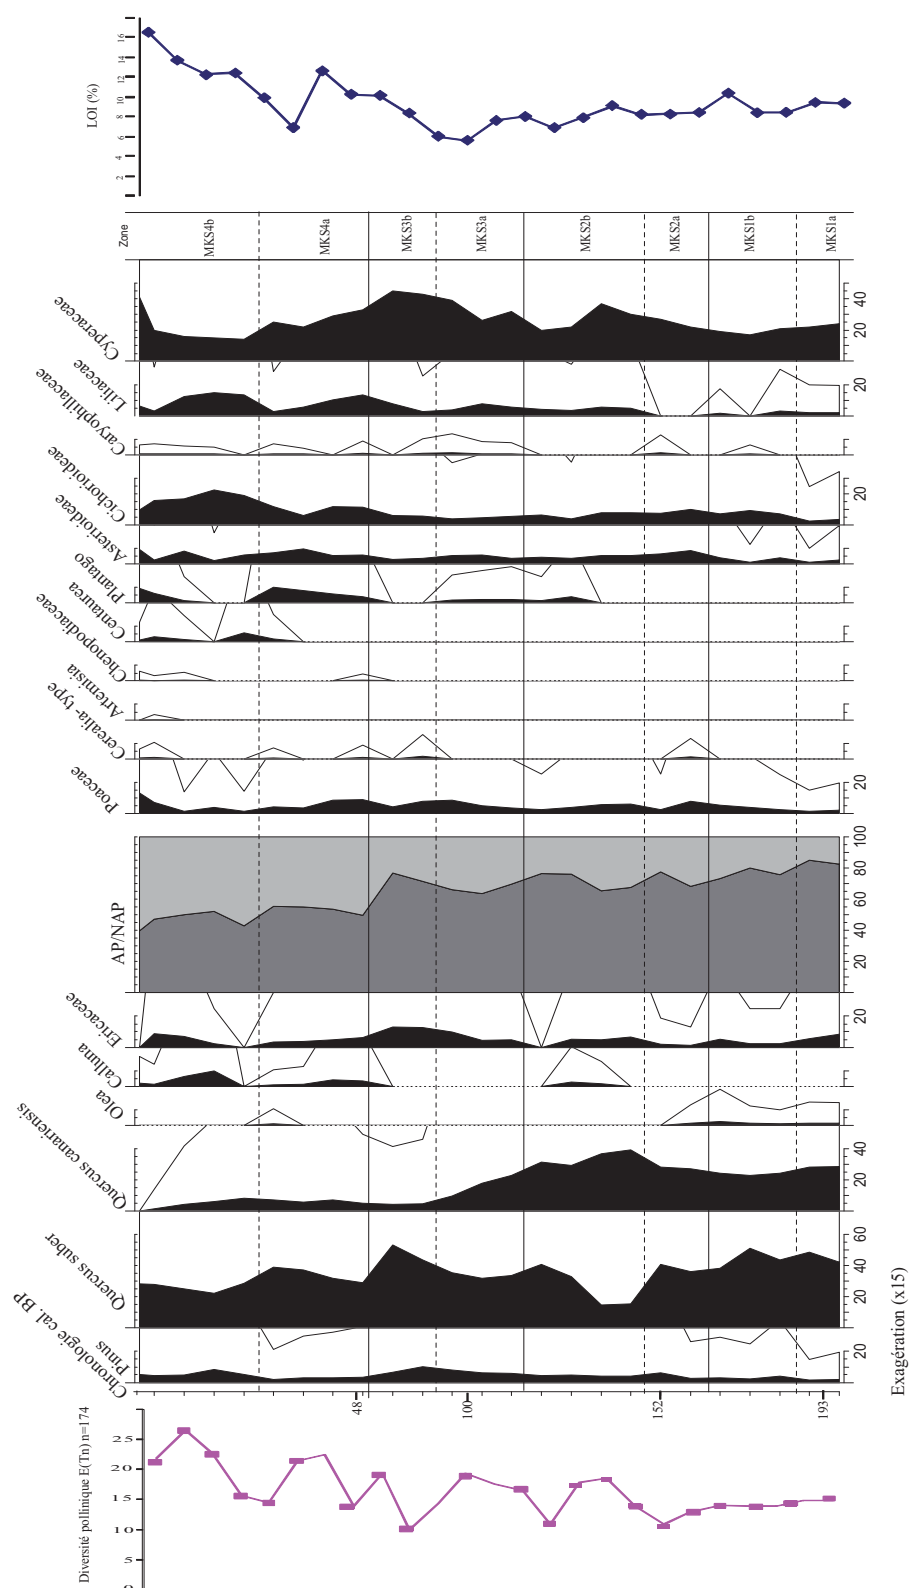 LOI (%)
16
14
12
10
8
6
4
2
Zone
MKS4b
MKS4a
MKS3b
MKS3a
MKS2b
MKS2a
MKS1b
MKS1a
Cyperaceae
20
40
Liliaceae
20
Caryophillaceae
Cichorioideae
20
Asterioideae
Plantago
Centaurea
Chenopodiaceae
Artemisia
Cerealia- type
Poaceae
20
AP/NAP
20
40
60
80
100
Ericaceae
20
Calluna
Olea
Quercus canariensis
20
40
Quercus suber
20
40
60
Pinus
20
Chronologie cal. BP
48
100
152
193
Exagération (x15)
Diversité pollinique E(Tn) n=174
25
20
15
10
5
0